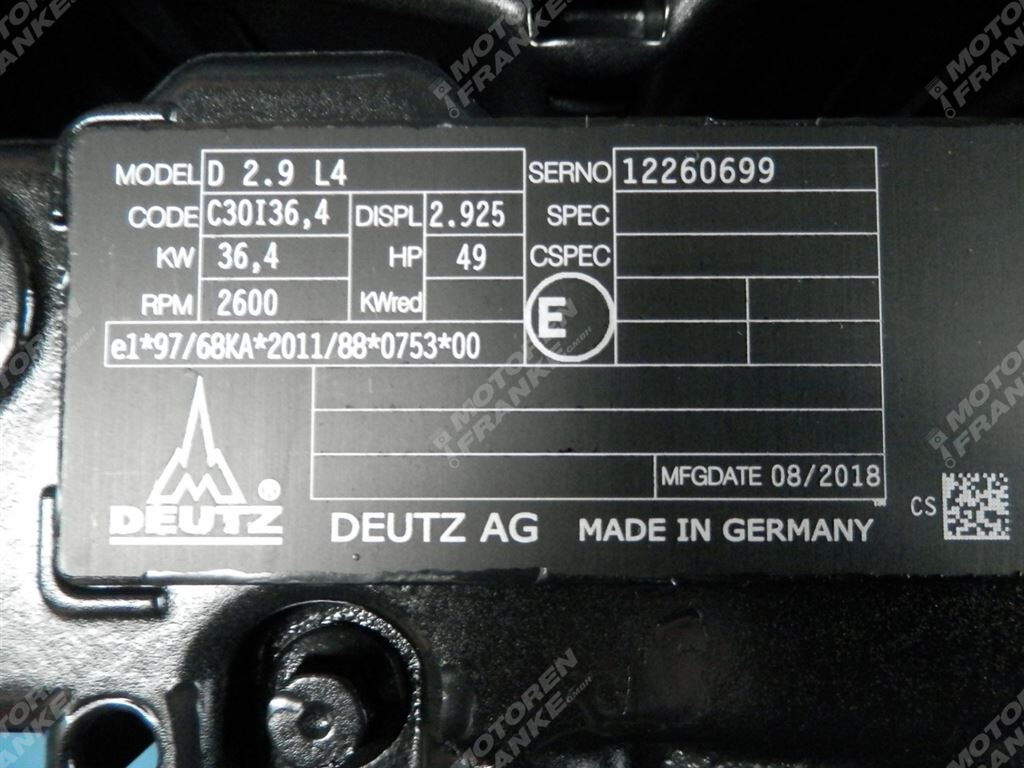 MODEL D 2.9 L4 SERNO 12260699
CODE C30I36,4 DISPL 2.925 SPEC
KW 36,4 HP 49 CSPEC
RPM 2600 KWred E
e1*97/68KA*2011/88*0753*00
MFGDATE 08/2018
DEUTZ ® DEUTZ AG MADE IN GERMANY CS
MOTOREN FRANKE GMBH